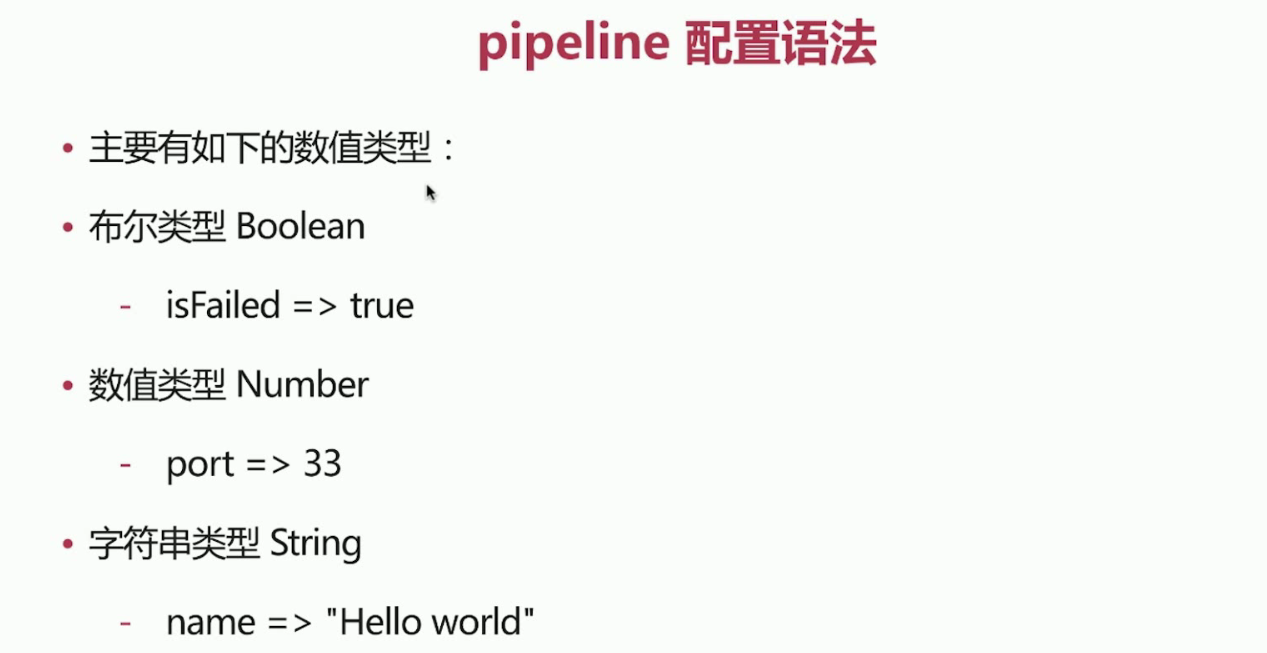 pipeline 配置语法
• 主要有如下的数值类型：
• 布尔类型 Boolean
- isFailed => true
• 数值类型 Number
- port => 33
• 字符串类型 String
- name => "Hello world"